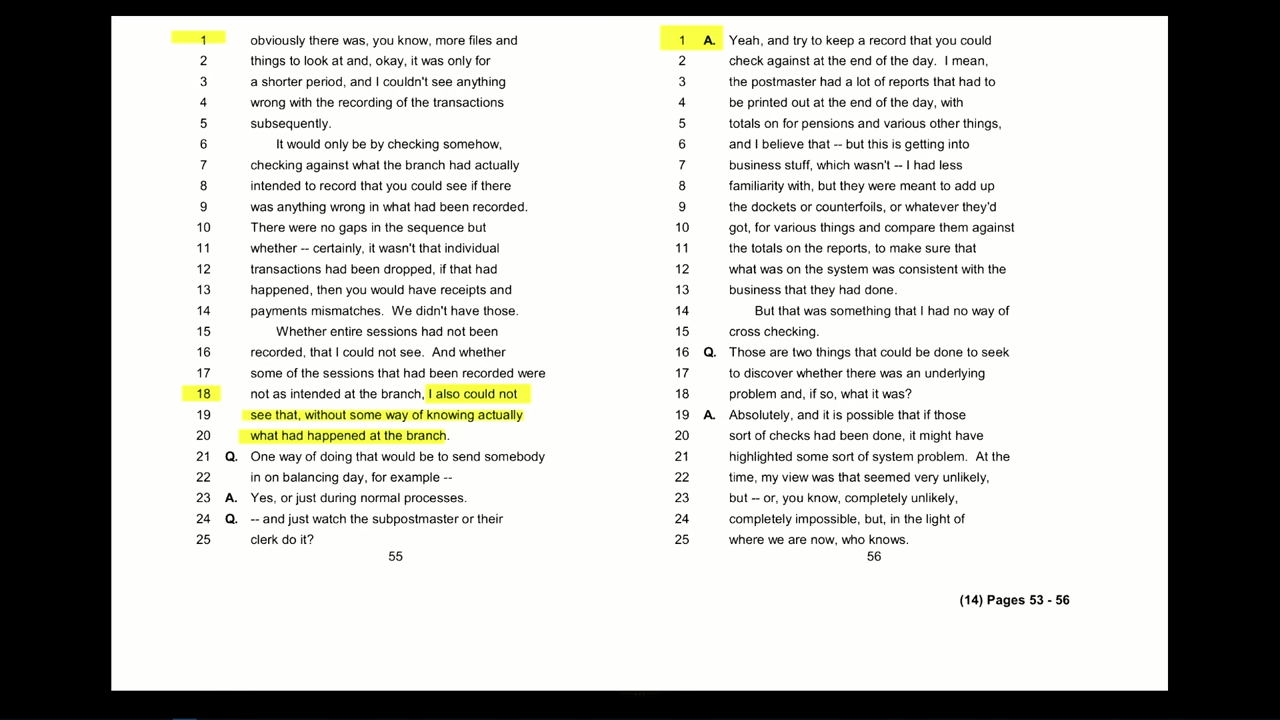 1 obviously there was, you know, more files and
2 things to look at and, okay, it was only for
3 a shorter period, and I couldn't see anything
4 wrong with the recording of the transactions
5 subsequently.
6 It would only be by checking somehow,
7 checking against what the branch had actually
8 intended to record that you could see if there
9 was anything wrong in what had been recorded.
10 There were no gaps in the sequence but
11 whether -- certainly, it wasn't that individual
12 transactions had been dropped, if that had
13 happened, then you would have receipts and
14 payments mismatches. We didn't have those.
15 Whether entire sessions had not been
16 recorded, that I could not see. And whether
17 some of the sessions that had been recorded were
18 not as intended at the branch, I also could not
19 see that, without some way of knowing actually
20 what had happened at the branch.
21 Q. One way of doing that would be to send somebody
22 in on balancing day, for example --
23 A. Yes, or just during normal processes.
24 Q. -- and just watch the subpostmaster or their
25 clerk do it?
55
1 A. Yeah, and try to keep a record that you could
2 check against at the end of the day. I mean,
3 the postmaster had a lot of reports that had to
4 be printed out at the end of the day, with
5 totals on for pensions and various other things,
6 and I believe that -- but this is getting into
7 business stuff, which wasn't -- I had less
8 familiarity with, but they were meant to add up
9 the dockets or counterfoils, or whatever they'd
10 got, for various things and compare them against
11 the totals on the reports, to make sure that
12 what was on the system was consistent with the
13 business that they had done.
14 But that was something that I had no way of
15 cross checking.
16 Q. Those are two things that could be done to seek
17 to discover whether there was an underlying
18 problem and, if so, what it was?
19 A. Absolutely, and it is possible that if those
20 sort of checks had been done, it might have
21 highlighted some sort of system problem. At the
22 time, my view was that seemed very unlikely,
23 but -- or, you know, completely unlikely,
24 completely impossible, but, in the light of
25 where we are now, who knows.
56
(14) Pages 53 - 56